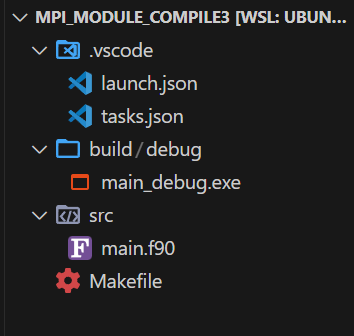 MPI_MODULE_COMPILE3 [WSL: UBUN...
.vscode
launch.json
tasks.json
build/debug
main_debug.exe
src
F main.f90
Makefile